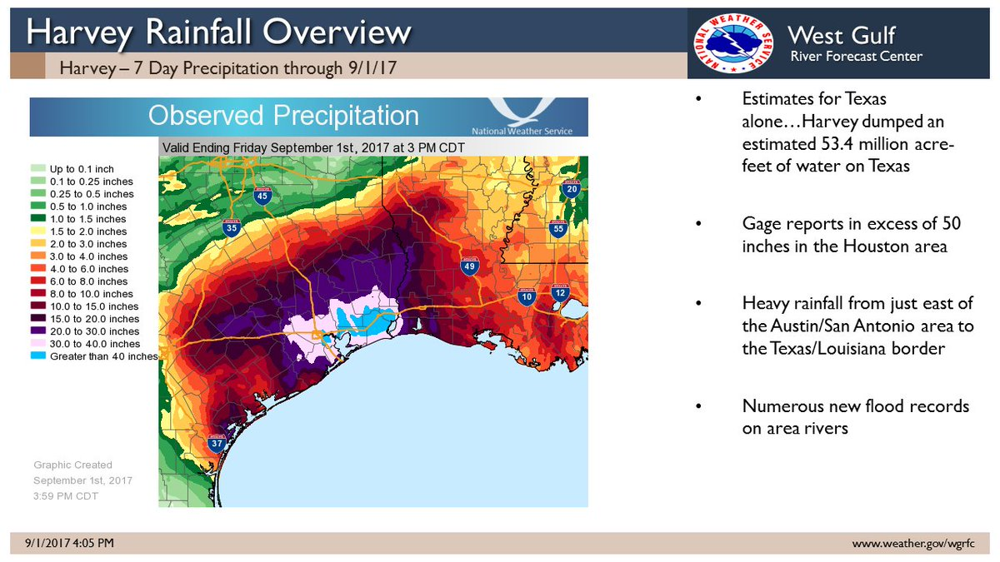 Harvey Rainfall Overview
Harvey – 7 Day Precipitation through 9/1/17
NATIONAL WEATHER SERVICE
West Gulf
River Forecast Center
Observed Precipitation
National Weather Service
Valid Ending Friday September 1st, 2017 at 3 PM CDT
Up to 0.1 inch
0.1 to 0.25 inches
0.25 to 0.5 inches
0.5 to 1.0 inches
1.0 to 1.5 inches
1.5 to 2.0 inches
2.0 to 3.0 inches
3.0 to 4.0 inches
4.0 to 6.0 inches
6.0 to 8.0 inches
8.0 to 10.0 inches
10.0 to 15.0 inches
15.0 to 20.0 inches
20.0 to 30.0 inches
30.0 to 40.0 inches
Greater than 40 inches
45
35
20
55
49
10
12
37
Graphic Created
September 1st, 2017
3:59 PM CDT
• Estimates for Texas
alone…Harvey dumped an
estimated 53.4 million acre-
feet of water on Texas
• Gage reports in excess of 50
inches in the Houston area
• Heavy rainfall from just east of
the Austin/San Antonio area to
the Texas/Louisiana border
• Numerous new flood records
on area rivers
9/1/2017 4:05 PM
www.weather.gov/wgrfc